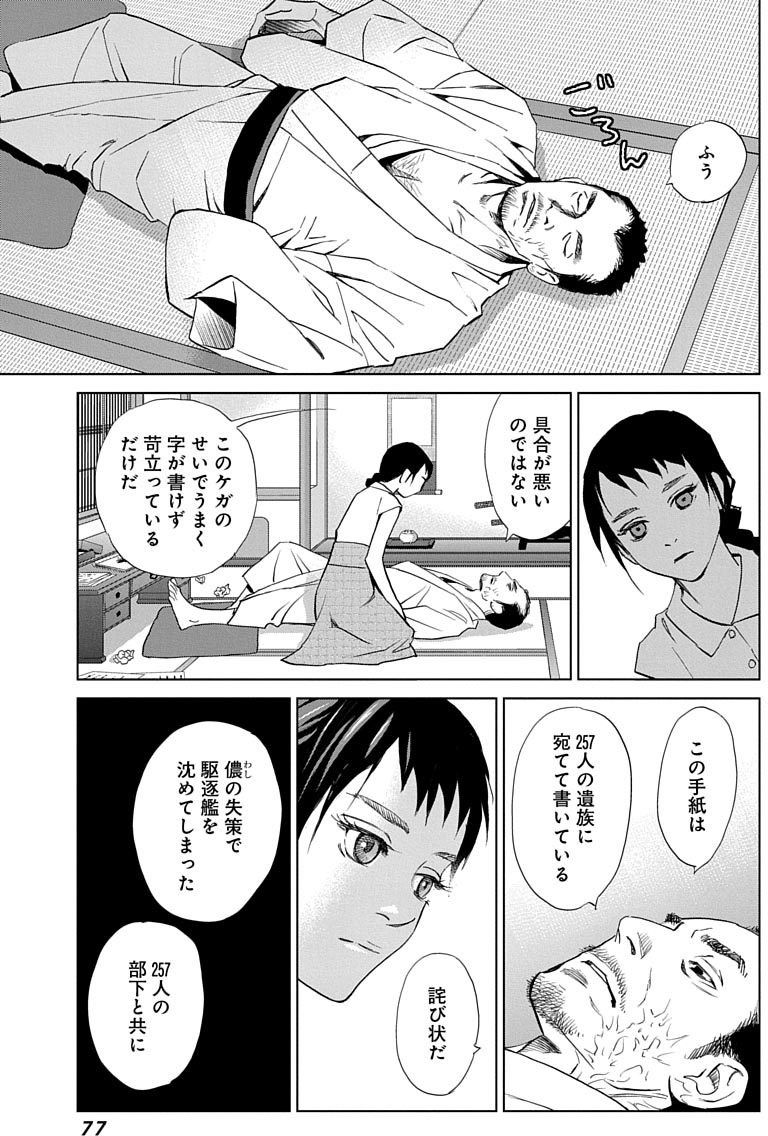 ふう
ごろん
具合が悪い
のではない
このケガの
せいでうまく
字が書けず
苛立っている
だけだ
この手紙は
257人の遺族に
宛てて書いている
詫び状だ
儂の失策で
わし
駆逐艦を
沈めてしまった
257人の
部下と共に
77